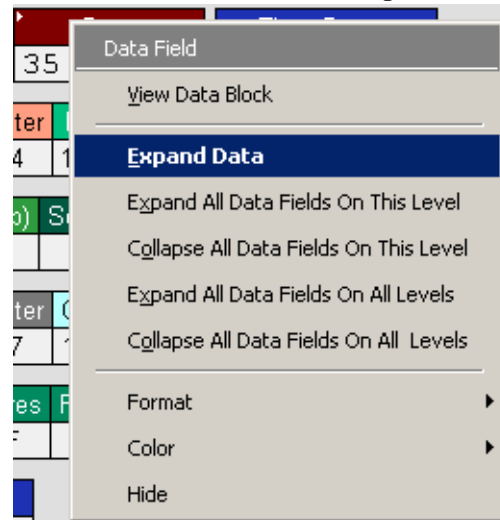 Data Field
35
View Data Block
ter
4 1
Expand Data
Expand All Data Fields On This Level
Collapse All Data Fields On This Level
Expand All Data Fields On All Levels
ter
7
Collapse All Data Fields On All  Levels
res F
Format
F
Color
Hide